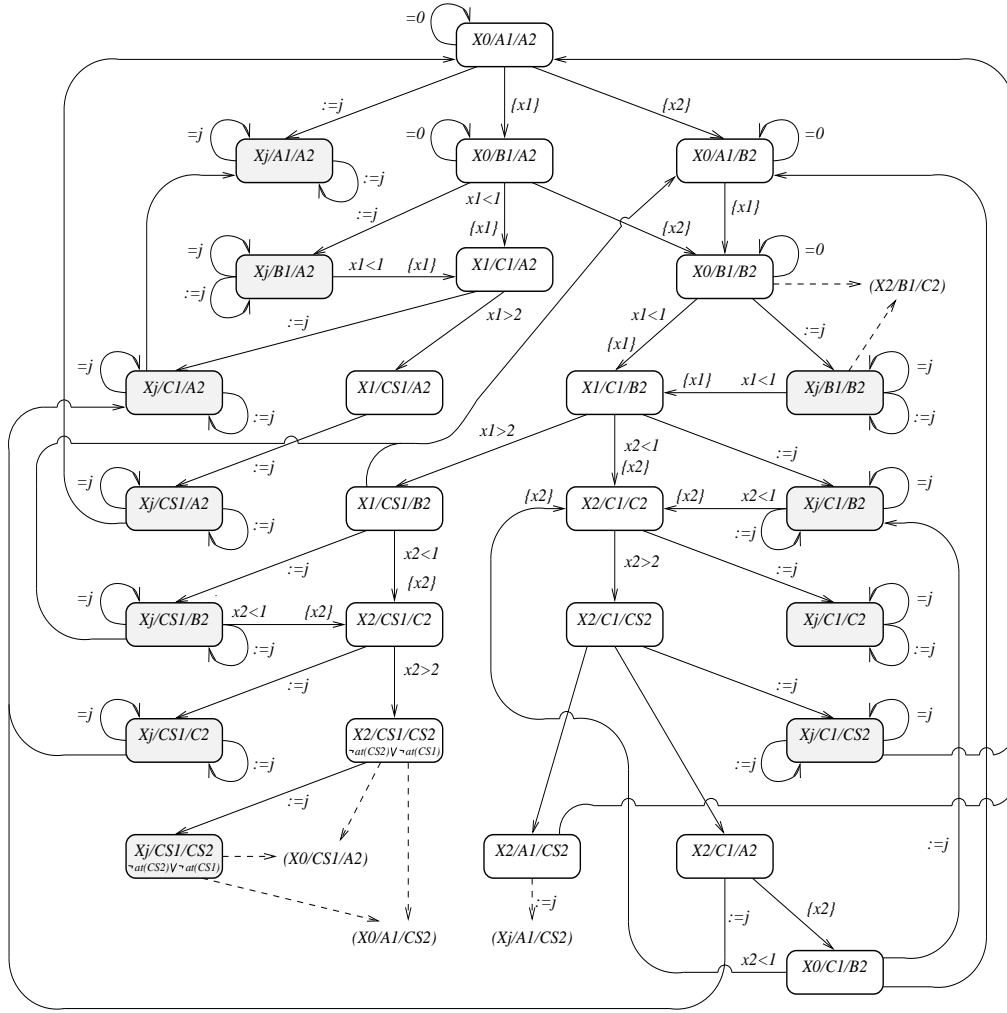 =0
X0/A1/A2
:=j
{x1}
{x2}
=j
Xj/A1/A2
:=j
=0
X0/B1/A2
X0/A1/B2
=0
x1<1
:=j
{x1}
{x2}
{x1}
=j
Xj/B1/A2
:=j
x1<1
{x1}
X1/C1/A2
X0/B1/B2
=0
(X2/B1/C2)
:=j
x1>2
x1<1
{x1}
:=j
=j
Xj/C1/A2
:=j
X1/CS1/A2
X1/C1/B2
{x1}
x1<1
Xj/B1/B2
=j
:=j
:=j
x1>2
x2<1
{x2}
:=j
=j
Xj/CS1/A2
:=j
X1/CS1/B2
{x2}
X2/C1/C2
{x2}
x2<1
Xj/C1/B2
=j
:=j
:=j
x2<1
{x2}
x2>2
:=j
=j
Xj/CS1/B2
:=j
x2<1
{x2}
X2/CS1/C2
X2/C1/CS2
Xj/C1/C2
=j
:=j
:=j
x2>2
:=j
=j
Xj/CS1/C2
:=j
X2/CS1/CS2
¬at(CS2)∨¬at(CS1)
Xj/C1/CS2
=j
:=j
:=j
Xj/CS1/CS2
¬at(CS2)∨¬at(CS1)
(X0/CS1/A2)
X2/A1/CS2
X2/C1/A2
:=j
:=j
:=j
{x2}
(X0/A1/CS2)
(Xj/A1/CS2)
x2<1
X0/C1/B2